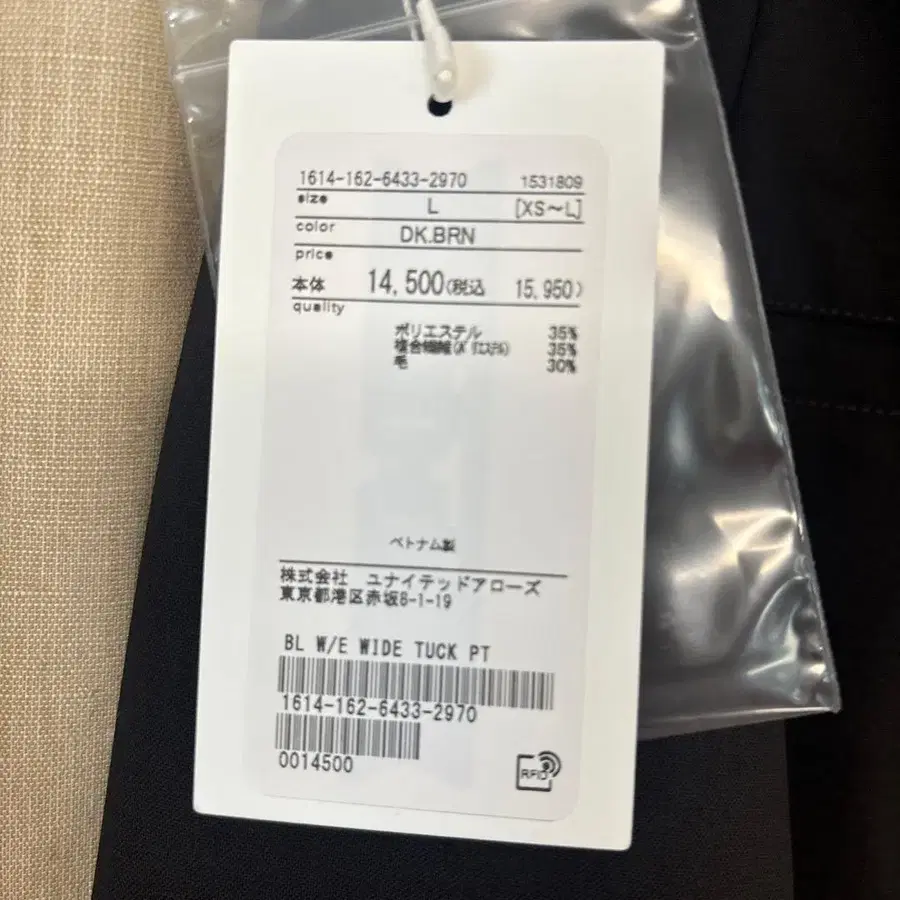 1614-162-6433-2970 1531809
size L [XS～L]
color DK.BRN
price
本体 14,500(税込 15,950)
quality
ポリエステル 35%
複合繊維(ポリエステル) 35%
毛 30%
ベトナム製
株式会社 ユナイテッドアローズ
東京都港区赤坂8-1-19
BL W/E WIDE TUCK PT
1614-162-6433-2970
0014500
RFID